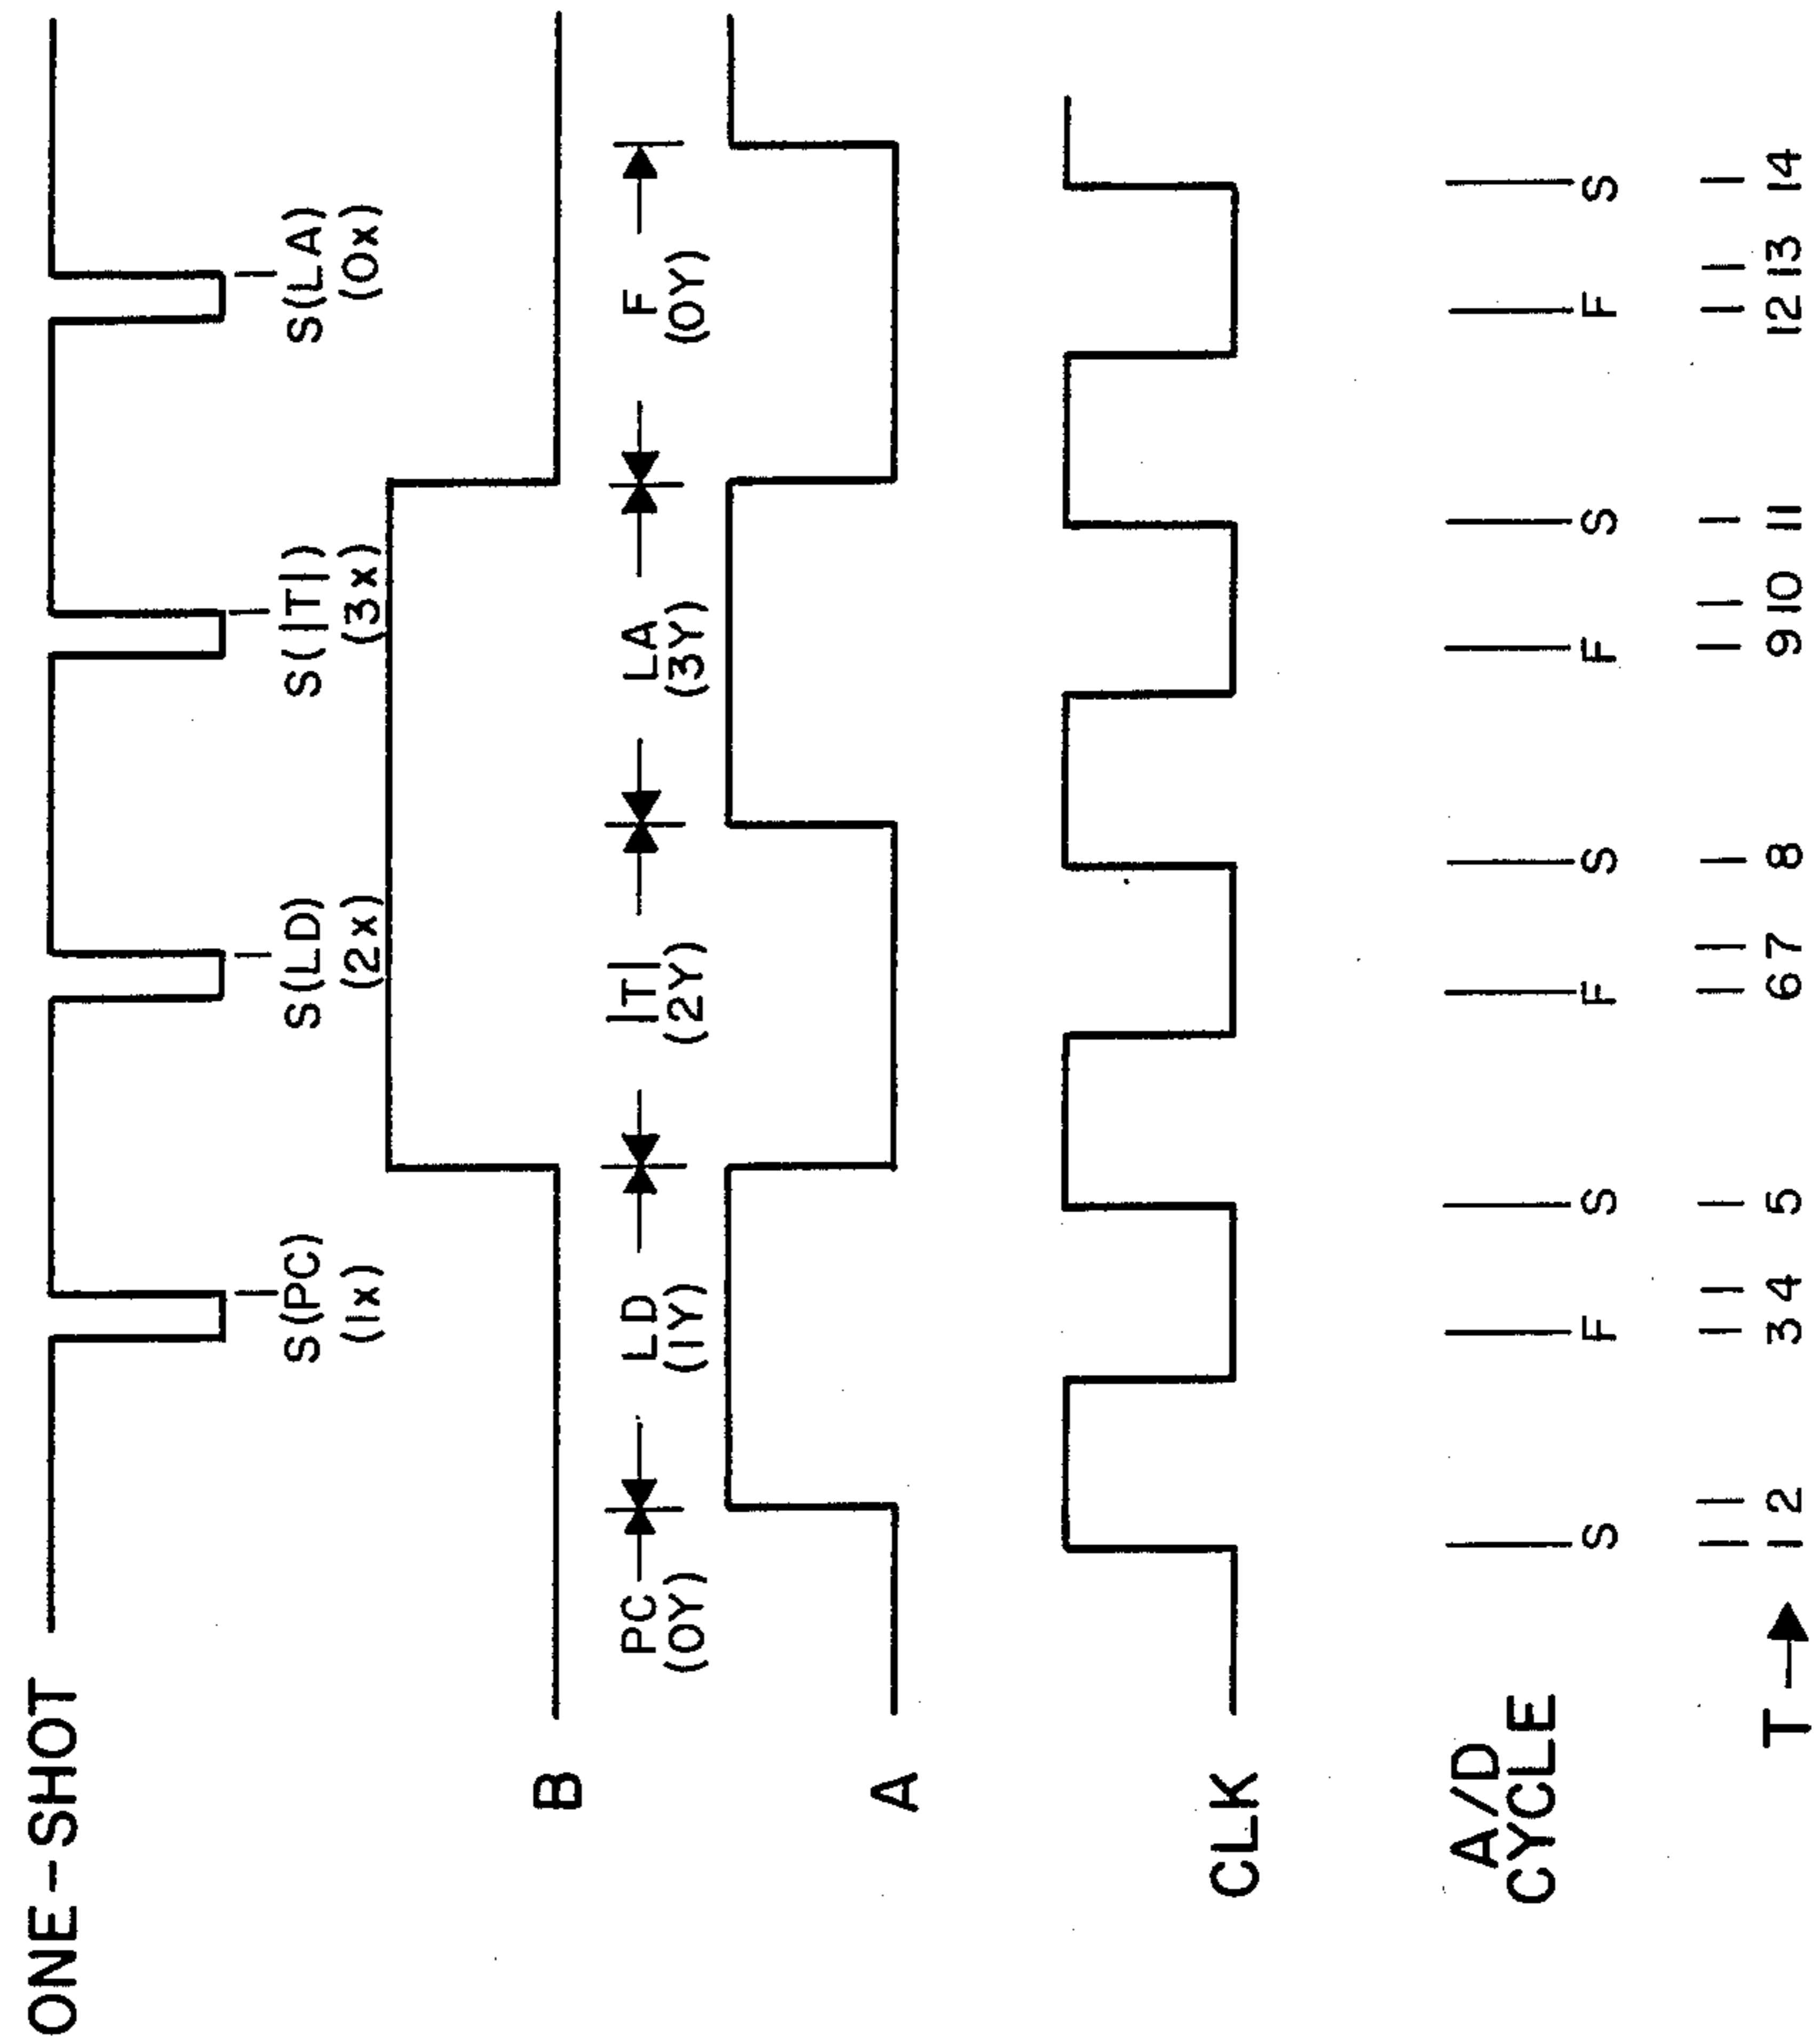 ONE-SHOT
S(PC)
(1x)
S(LD)
(2x)
S(|T|)
(3x)
S(LA)
(0x)
B
PC
(0Y)
LD
(1Y)
|T|
(2Y)
LA
(3Y)
F
(0Y)
A
CLK
A/D
CYCLE
S F S F S F S F S
T → 1 2 3 4 5 6 7 8 9 10 11 12 13 14